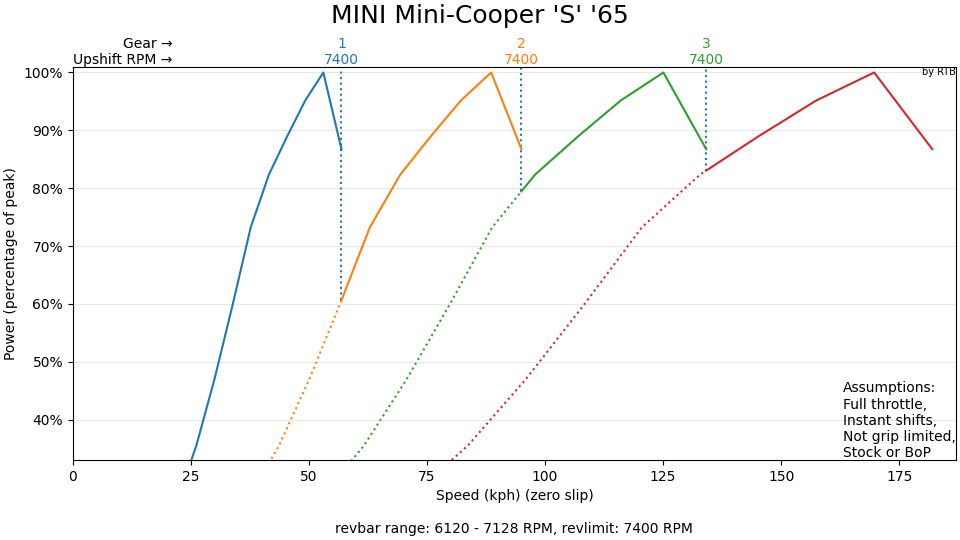 MINI Mini-Cooper 'S' '65
Gear → 1 2 3
Upshift RPM → 7400 7400 7400
by RTB
100%
90%
80%
70%
60%
50%
40%
Power (percentage of peak)
Assumptions:
Full throttle,
Instant shifts,
Not grip limited,
Stock or BoP
0 25 50 75 100 125 150 175
Speed (kph) (zero slip)
revbar range: 6120 - 7128 RPM, revlimit: 7400 RPM